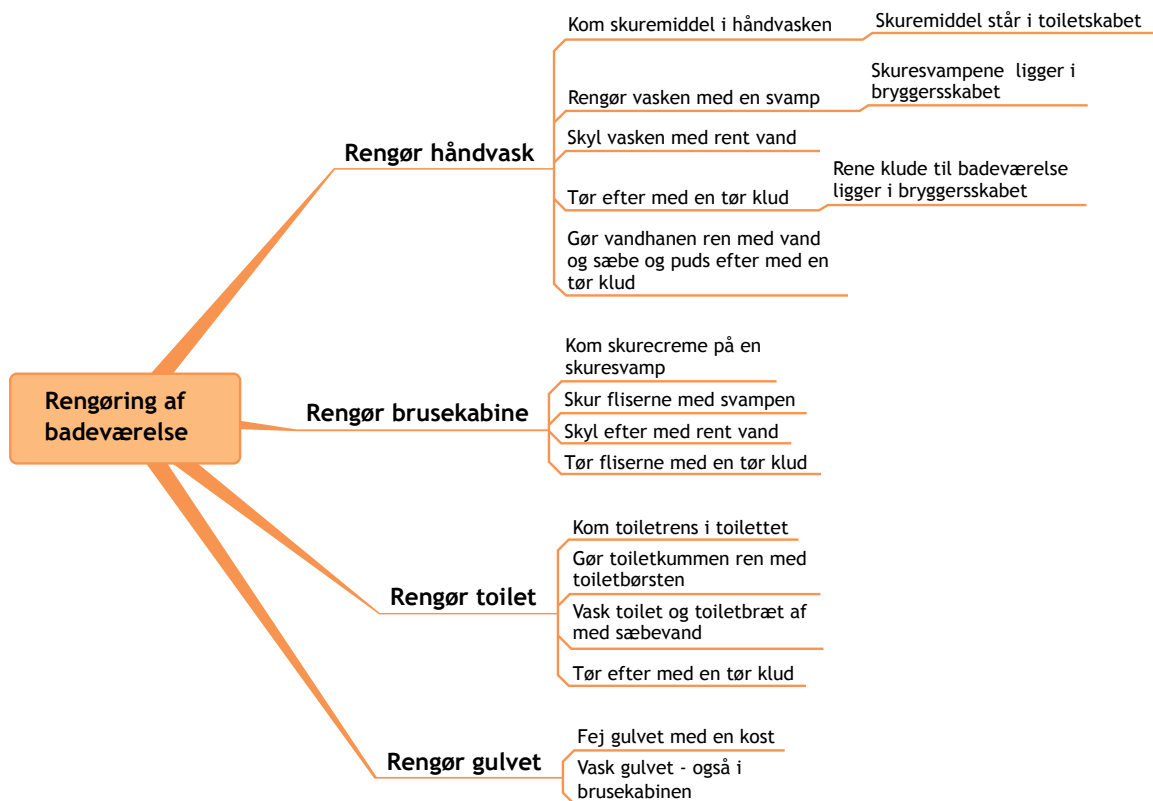 Rengøring af
badeværelse
Rengør håndvask
Kom skuremiddel i håndvasken
Skuremiddel står i toiletskabet
Rengør vasken med en svamp
Skuresvampene  ligger i
bryggersskabet
Skyl vasken med rent vand
Tør efter med en tør klud
Rene klude til badeværelse
ligger i bryggersskabet
Gør vandhanen ren med vand
og sæbe og puds efter med en
tør klud
Rengør brusekabine
Kom skurecreme på en
skuresvamp
Skur fliserne med svampen
Skyl efter med rent vand
Tør fliserne med en tør klud
Rengør toilet
Kom toiletrens i toilettet
Gør toiletkummen ren med
toiletbørsten
Vask toilet og toiletbræt af
med sæbevand
Tør efter med en tør klud
Rengør gulvet
Fej gulvet med en kost
Vask gulvet - også i
brusekabinen